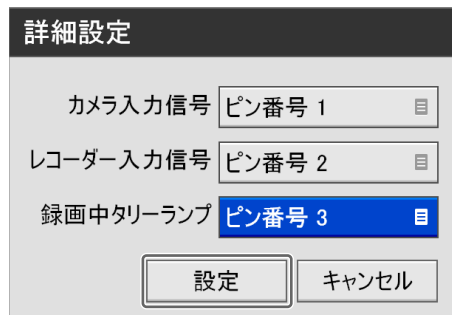 詳細設定
カメラ入力信号 ピン番号 1
レコーダー入力信号 ピン番号 2
録画中タリーランプ ピン番号 3
設定 キャンセル